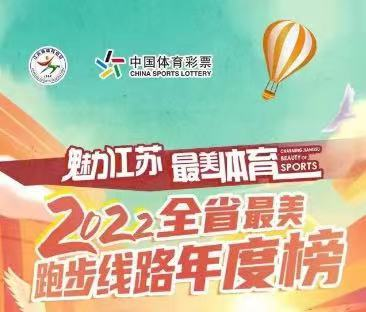 中国体育彩票
CHINA SPORTS LOTTERY
魅力江苏 最美体育
CHARMING JIANGSU
BEAUTY OF
SPORTS
2022全省最美
跑步线路年度榜